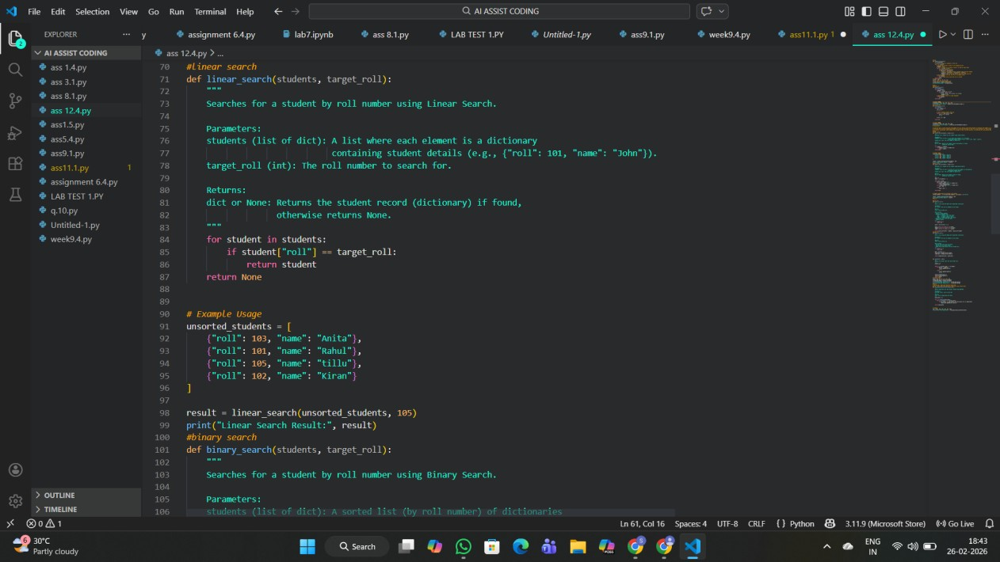 File Edit Selection View Go Run Terminal Help
AI ASSIST CODING
EXPLORER
y
assignment 6.4.py
lab7.ipynb
ass 8.1.py
LAB TEST 1.PY
Untitled-1.py
ass9.1.py
week9.4.py
ass11.1.py 1
ass 12.4.py
2
AI ASSIST CODING
ass 1.4.py
ass 3.1.py
ass 8.1.py
ass 12.4.py
ass1.5.py
ass5.4.py
ass9.1.py
ass11.1.py 1
assignment 6.4.py
LAB TEST 1.PY
q.10.py
Untitled-1.py
week9.4.py
OUTLINE
TIMELINE
ass 12.4.py > ...
70 #linear search
71 def linear_search(students, target_roll):
72 """
73 Searches for a student by roll number using Linear Search.
74
75 Parameters:
76 students (list of dict): A list where each element is a dictionary
77 containing student details (e.g., {"roll": 101, "name": "John"}).
78 target_roll (int): The roll number to search for.
79
80 Returns:
81 dict or None: Returns the student record (dictionary) if found,
82 otherwise returns None.
83 """
84 for student in students:
85 if student["roll"] == target_roll:
86 return student
87 return None
88
89
90 # Example Usage
91 unsorted_students = [
92 {"roll": 103, "name": "Anita"},
93 {"roll": 101, "name": "Rahul"},
94 {"roll": 105, "name": "tillu"},
95 {"roll": 102, "name": "Kiran"}
96 ]
97
98 result = linear_search(unsorted_students, 105)
99 print("Linear Search Result:", result)
100 #binary search
101 def binary_search(students, target_roll):
102 """
103 Searches for a student by roll number using Binary Search.
104
105 Parameters:
106 students (list of dict): A sorted list (by roll number) of dictionaries
0 1
Ln 61, Col 16 Spaces: 4 UTF-8 CRLF { } Python 3.11.9 (Microsoft Store) Go Live
6
30°C
Partly cloudy
Search
ENG
IN
18:43
26-02-2026